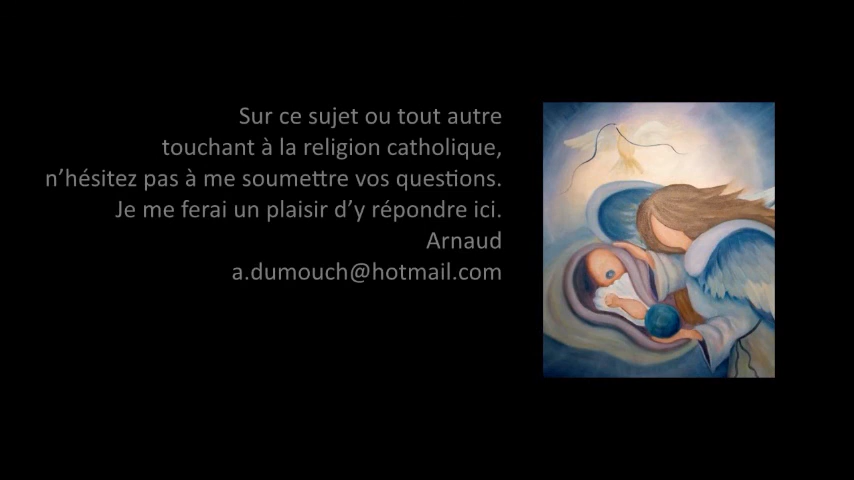 Sur ce sujet ou tout autre
touchant à la religion catholique,
n’hésitez pas à me soumettre vos questions.
Je me ferai un plaisir d’y répondre ici.
Arnaud
a.dumouch@hotmail.com